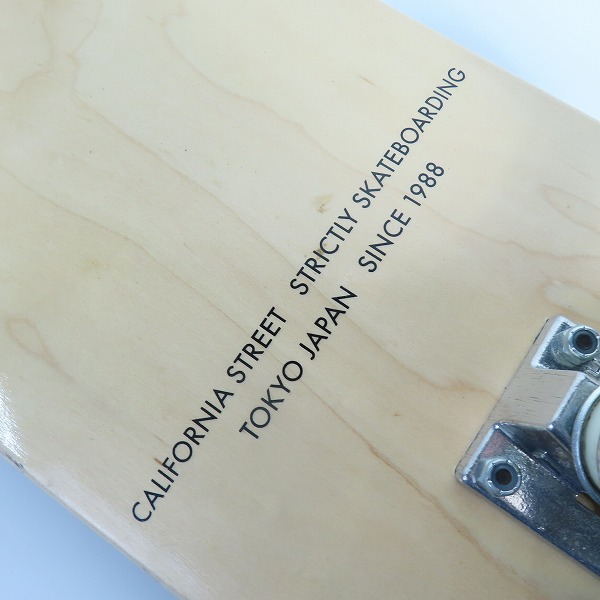 CALIFORNIA STREET STRICTLY SKATEBOARDING
TOKYO JAPAN SINCE 1988